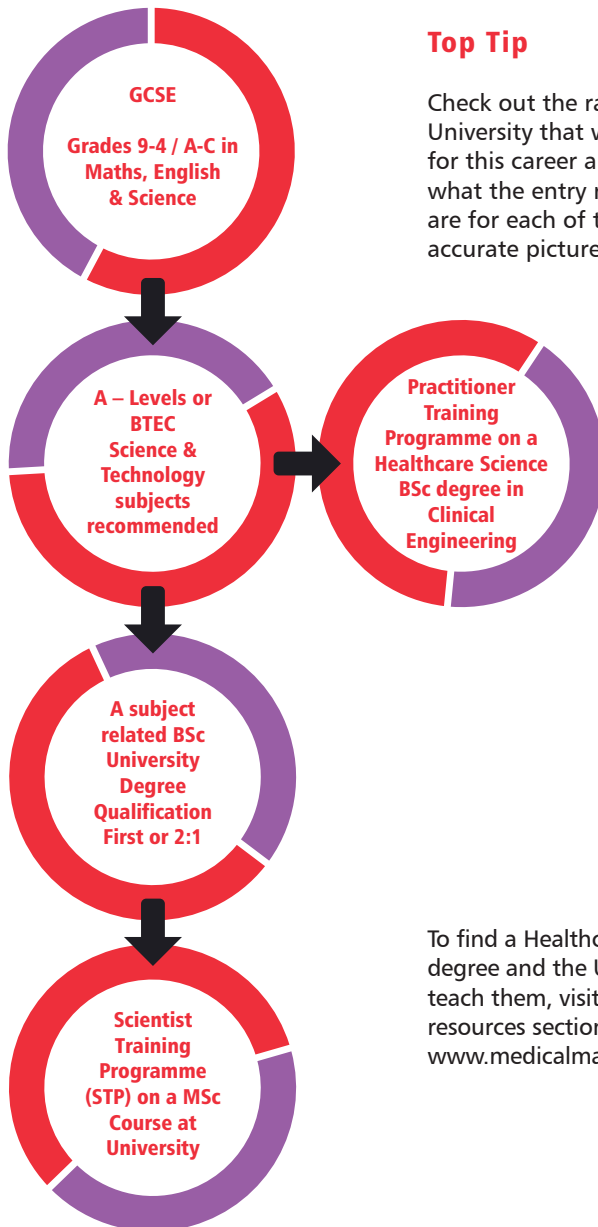 GCSE
Grades 9-4 / A-C in
Maths, English
& Science
Top Tip
Check out the
University that
for this career
what the entry
are for each of
accurate picture
A – Levels or
BTEC
Science &
Technology
subjects
recommended
Practitioner
Training
Programme on a
Healthcare Science
BSc degree in
Clinical
Engineering
A subject
related BSc
University
Degree
Qualification
First or 2:1
Scientist
Training
Programme
(STP) on a MSc
Course at
University
To find a
degree and the
teach them, visit
resources section